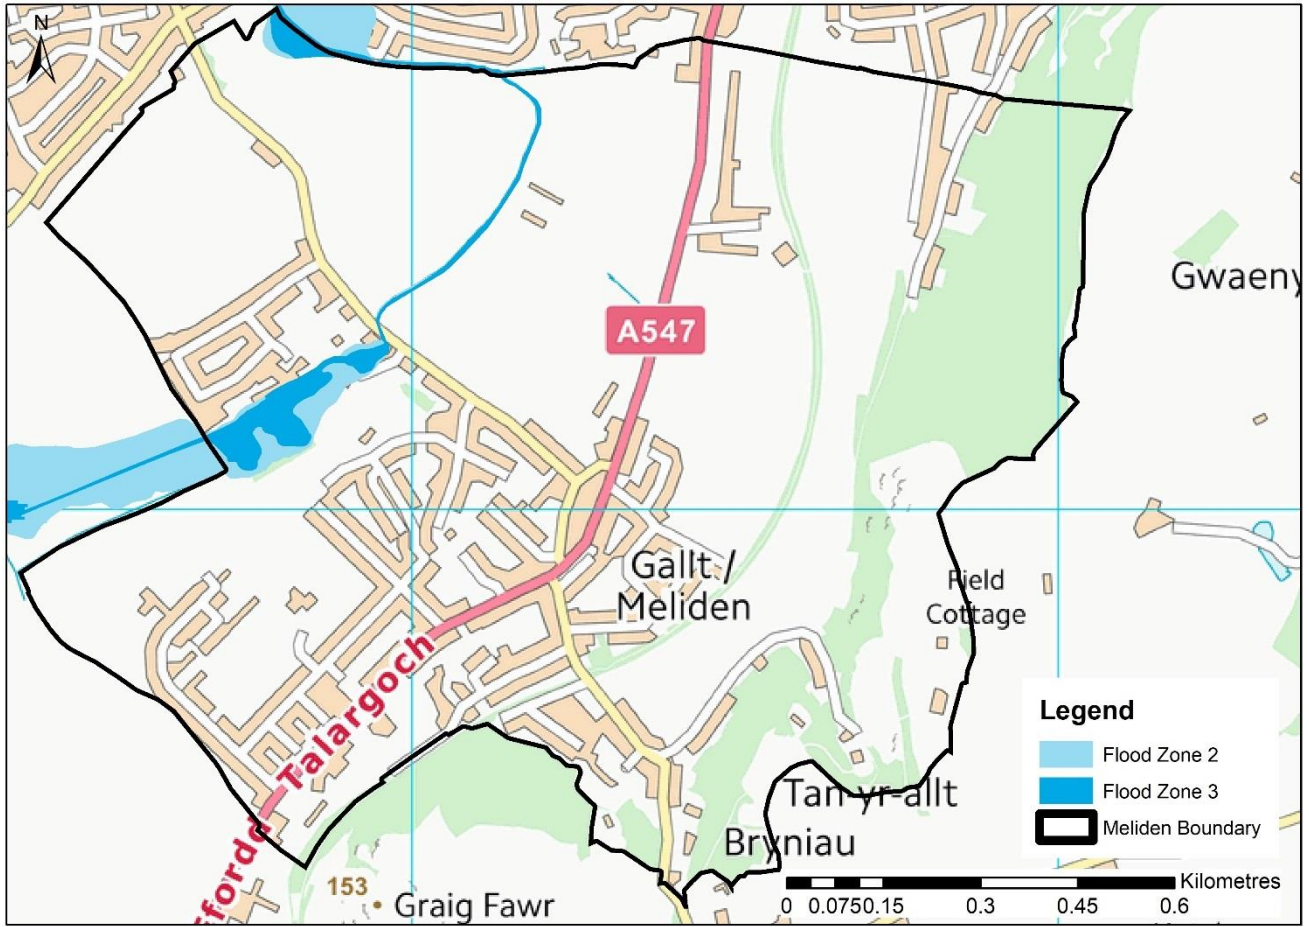 N
Gwaeny
A547
Gallt /
Meliden
Field
Cottage
Talargoch
Ffordd
Tan-yr-allt
Bryniau
153
Graig Fawr
Legend
Flood Zone 2
Flood Zone 3
Meliden Boundary
Kilometres
0 0.075 0.15 0.3 0.45 0.6